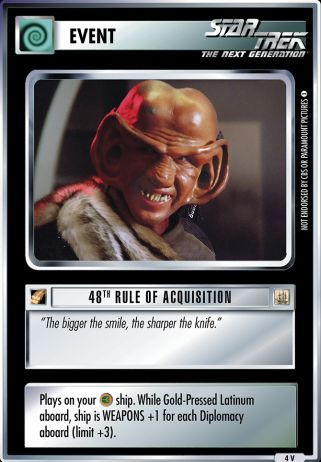 EVENT
STAR TREK
THE NEXT GENERATION®
NOT ENDORSED BY CBS OR PARAMOUNT PICTURES
48TH RULE OF ACQUISITION
"The bigger the smile, the sharper the knife."
Plays on your ship. While Gold-Pressed Latinum
aboard, ship is WEAPONS +1 for each Diplomacy
aboard (limit +3).
4 V